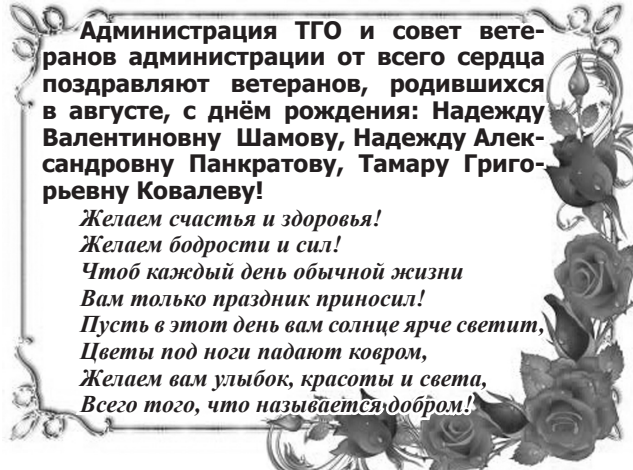 Администрация ТГО и совет вете-
ранов администрации от всего сердца
поздравляют ветеранов, родившихся
в августе, с днём рождения: Надежду
Валентиновну Шамову, Надежду Алек-
сандровну Панкратову, Тамару Григо-
рьевну Ковалеву!
Желаем счастья и здоровья!
Желаем бодрости и сил!
Чтоб каждый день обычной жизни
Вам только праздник приносил!
Пусть в этот день вам солнце ярче светит,
Цветы под ноги падают ковром,
Желаем вам улыбок, красоты и света,
Всего того, что называется добром!